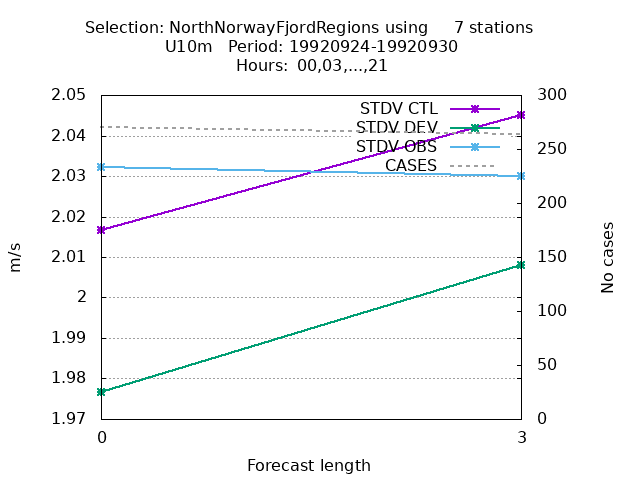 Selection: NorthNorwayFjordRegions using     7 stations
U10m   Period: 19920924-19920930
Hours:  00,03,...,21
2.05
2.04
2.03
2.02
2.01
2
1.99
1.98
1.97
m/s
STDV CTL
STDV DEV
STDV OBS
CASES
300
250
200
150
100
50
0
No cases
0
3
Forecast length